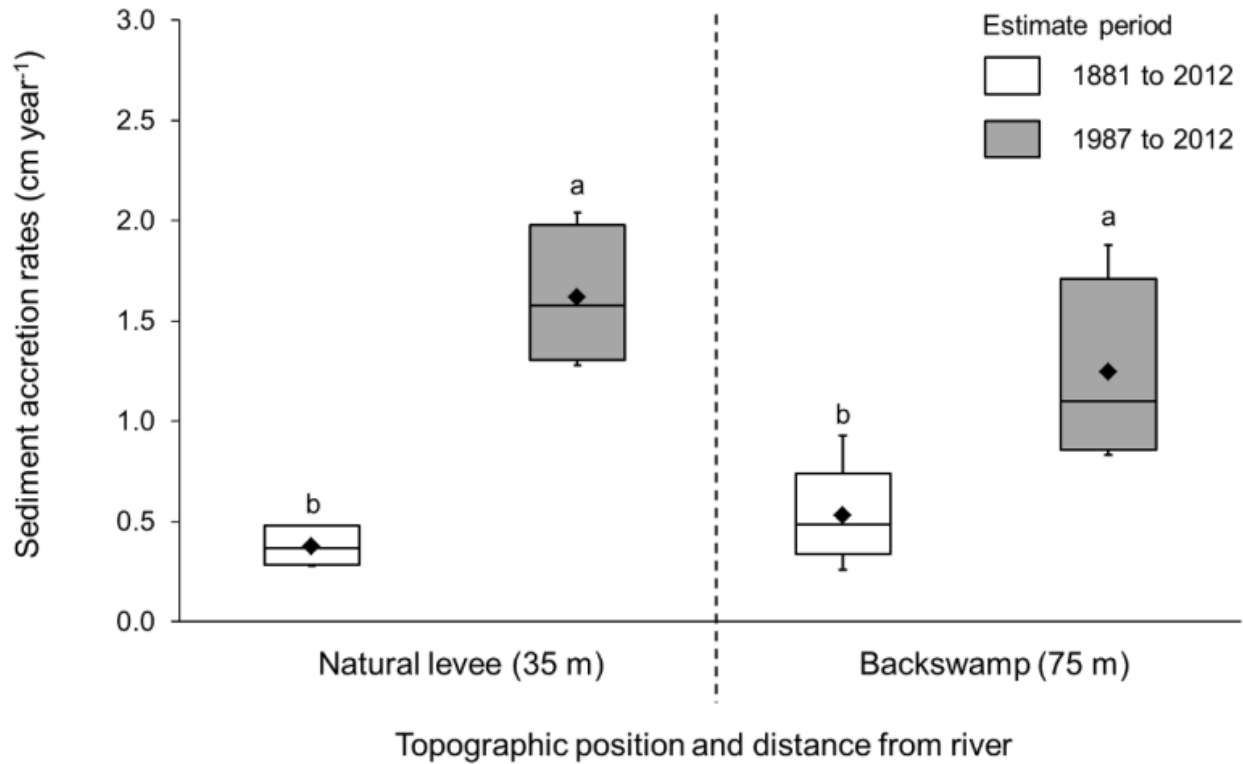 Sediment accretion rates (cm year⁻¹)
3.0
2.5
2.0
1.5
1.0
0.5
0.0
Estimate period
1881 to 2012
1987 to 2012
b
a
b
a
Natural levee (35 m)
Backswamp (75 m)
Topographic position and distance from river